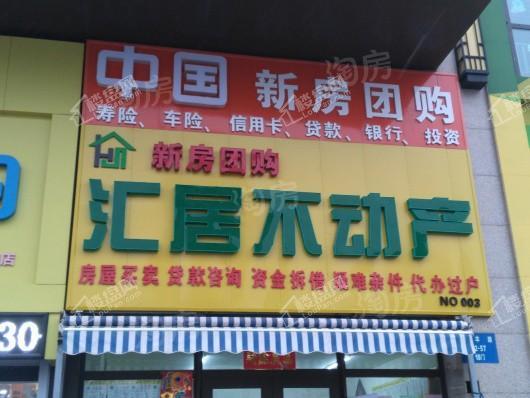 中国 新房团购
寿险、车险、信用卡、贷款、银行、投资
新房团购
汇居不动产
房屋买卖 贷款咨询 资金拆借 疑难杂件 代办过户
NO 003
店
30